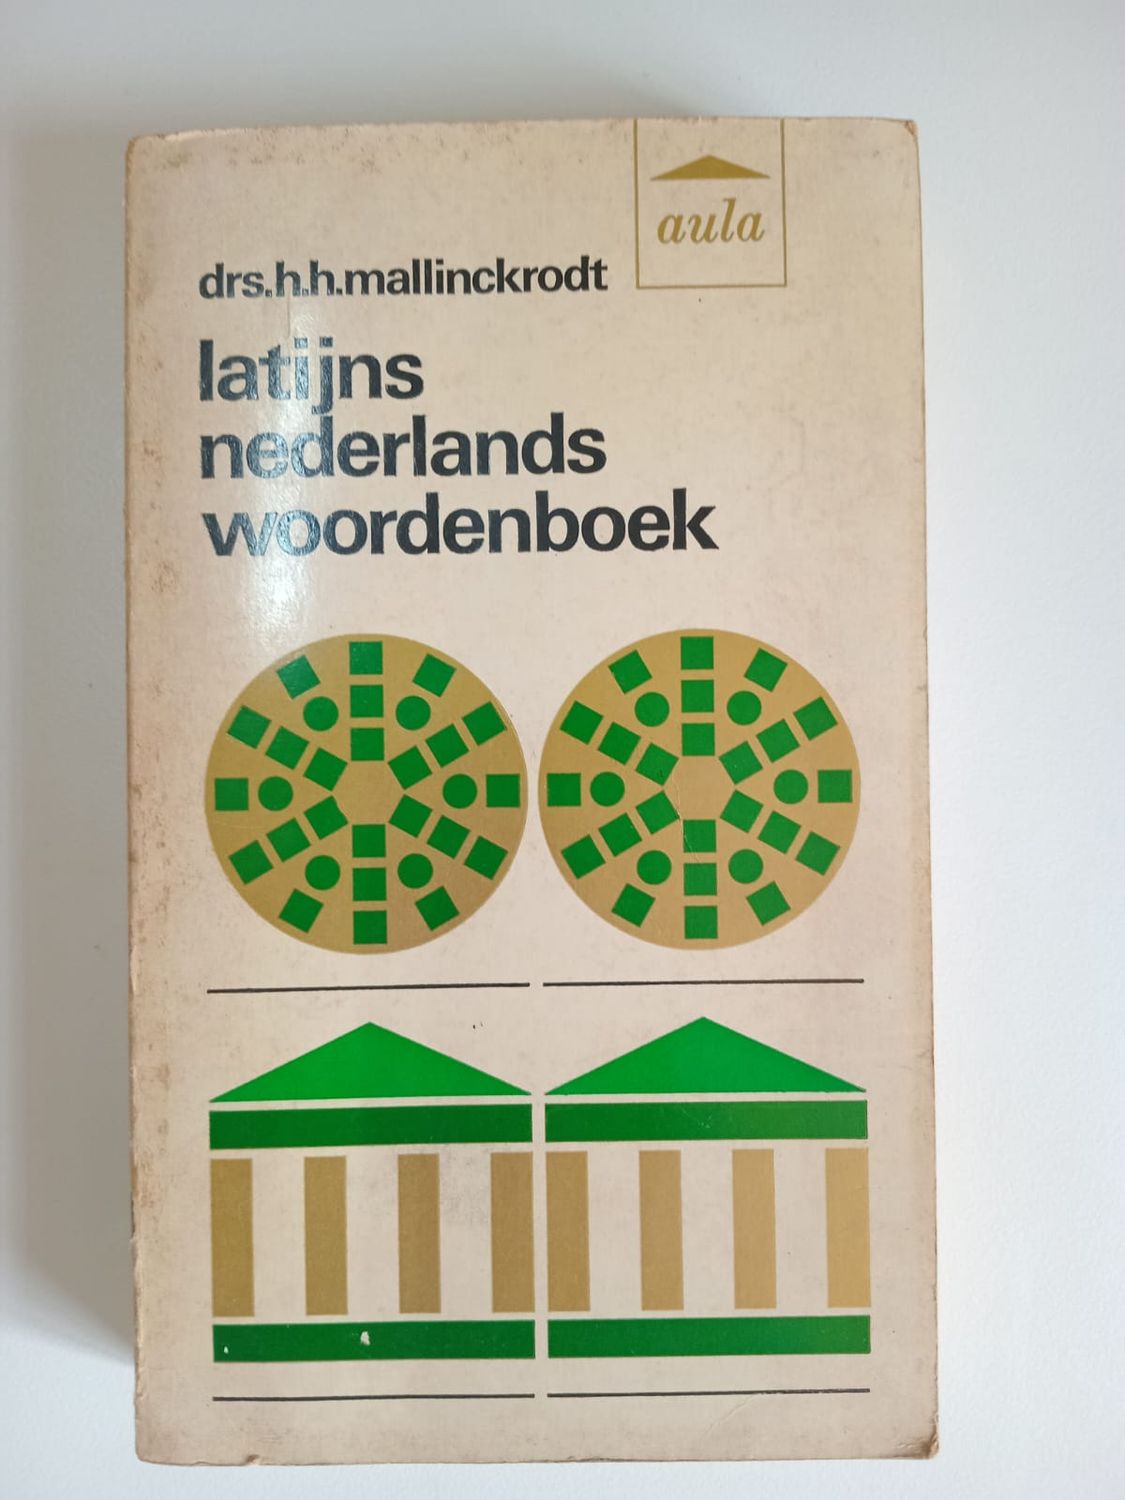 aula
drs.h.h.mallinckrodt
latijns
nederlands
woordenboek